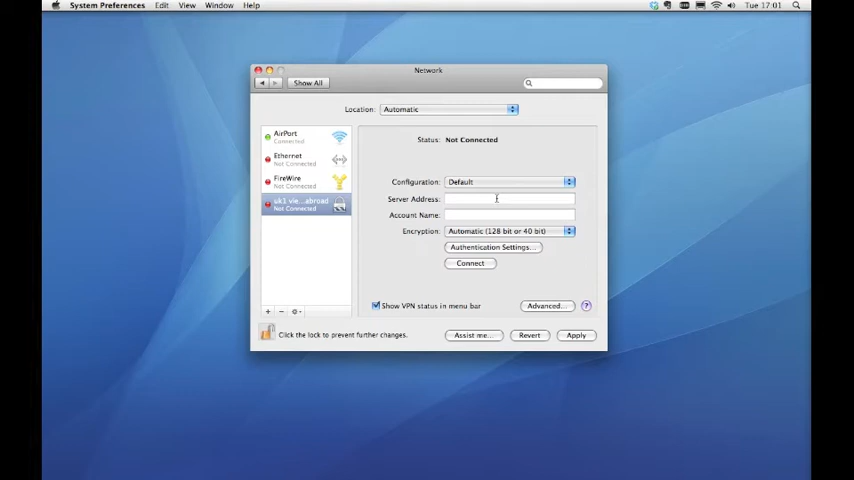 System Preferences Edit View Window Help Tue 17:01
Network
Show All
Location: Automatic
AirPort
Connected
Ethernet
Not Connected
FireWire
Not Connected
uk1 vie...abroad
Not Connected
Status: Not Connected
Configuration: Default
Server Address:
Account Name:
Encryption: Automatic (128 bit or 40 bit)
Authentication Settings...
Connect
Show VPN status in menu bar Advanced... ?
Click the lock to prevent further changes. Assist me... Revert Apply